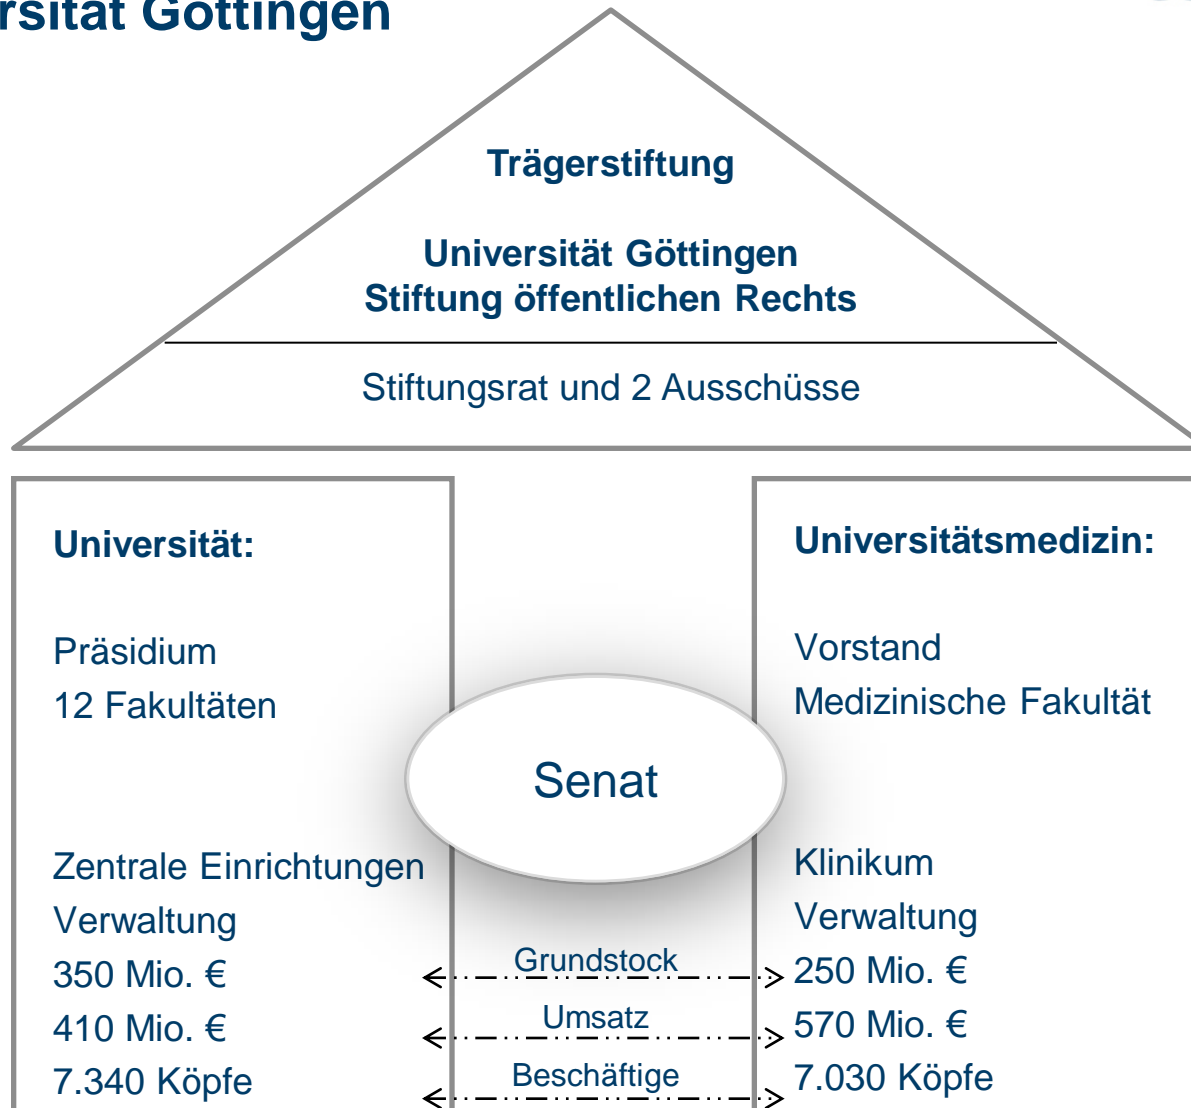 rsität Göttingen
Trägerstiftung
Universität Göttingen
Stiftung öffentlichen Rechts
Stiftungsrat und 2 Ausschüsse
Universität:
Präsidium
12 Fakultäten
Zentrale Einrichtungen
Verwaltung
350 Mio. €
410 Mio. €
7.340 Köpfe
Senat
Grundstock
Umsatz
Beschäftige
Universitätsmedizin:
Vorstand
Medizinische Fakultät
Klinikum
Verwaltung
250 Mio. €
570 Mio. €
7.030 Köpfe